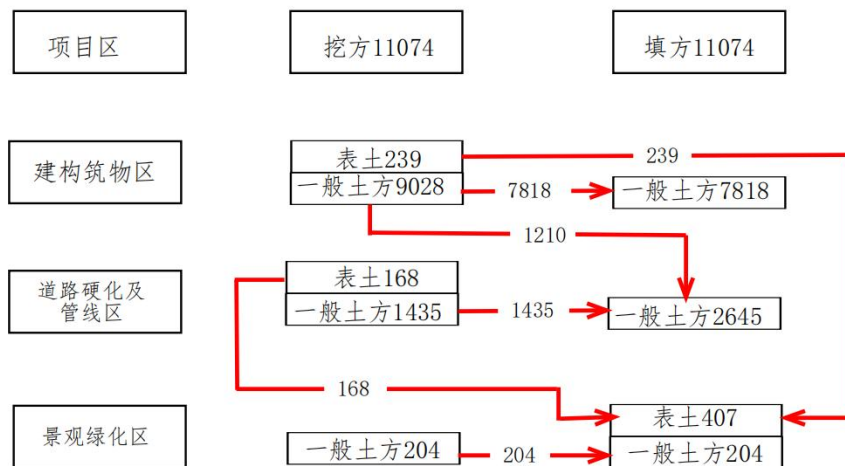 项目区
挖方11074
填方11074
建构筑物区
表土239
239
一般土方9028
7818
一般土方7818
1210
道路硬化及
管线区
表土168
一般土方1435
1435
一般土方2645
168
景观绿化区
表土407
一般土方204
204
一般土方204